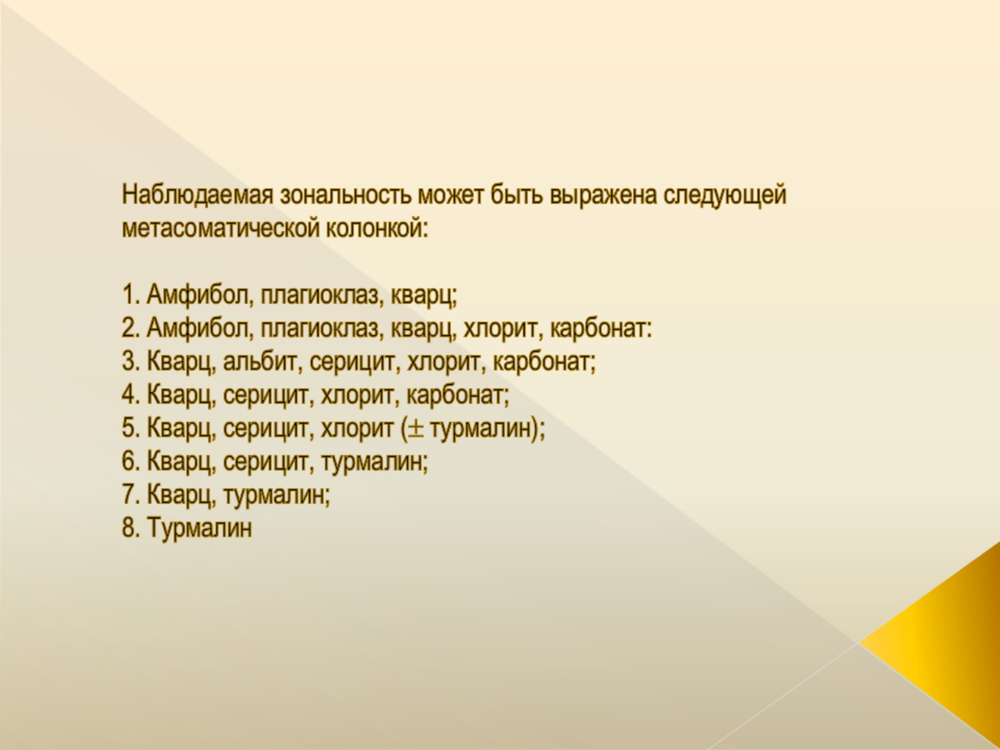 Наблюдаемая зональность может быть выражена следующей
метасоматической колонкой:
1. Амфибол, плагиоклаз, кварц;
2. Амфибол, плагиоклаз, кварц, хлорит, карбонат:
3. Кварц, альбит, серицит, хлорит, карбонат;
4. Кварц, серицит, хлорит, карбонат;
5. Кварц, серицит, хлорит (± турмалин);
6. Кварц, серицит, турмалин;
7. Кварц, турмалин;
8. Турмалин